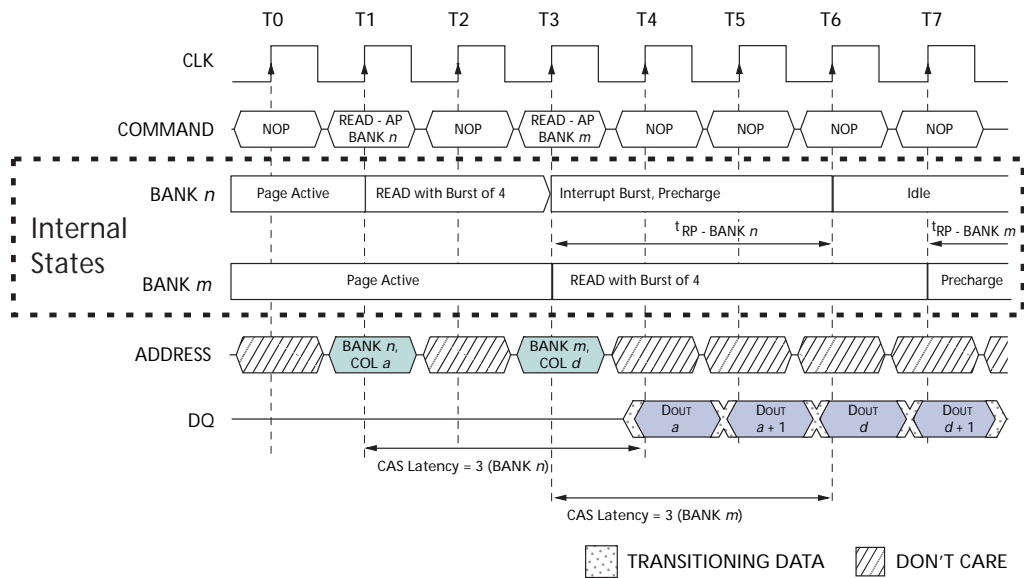 T0 T1 T2 T3 T4 T5 T6 T7
CLK
COMMAND NOP READ - AP BANK n NOP READ - AP BANK m NOP NOP NOP NOP
Internal States
BANK n Page Active READ with Burst of 4 Interrupt Burst, Precharge Idle
tRP - BANK n tRP - BANK m
BANK m Page Active READ with Burst of 4 Precharge
ADDRESS BANK n, COL a BANK m, COL d
DQ DOUT a DOUT a + 1 DOUT d DOUT d + 1
CAS Latency = 3 (BANK n)
CAS Latency = 3 (BANK m)
TRANSITIONING DATA DON'T CARE